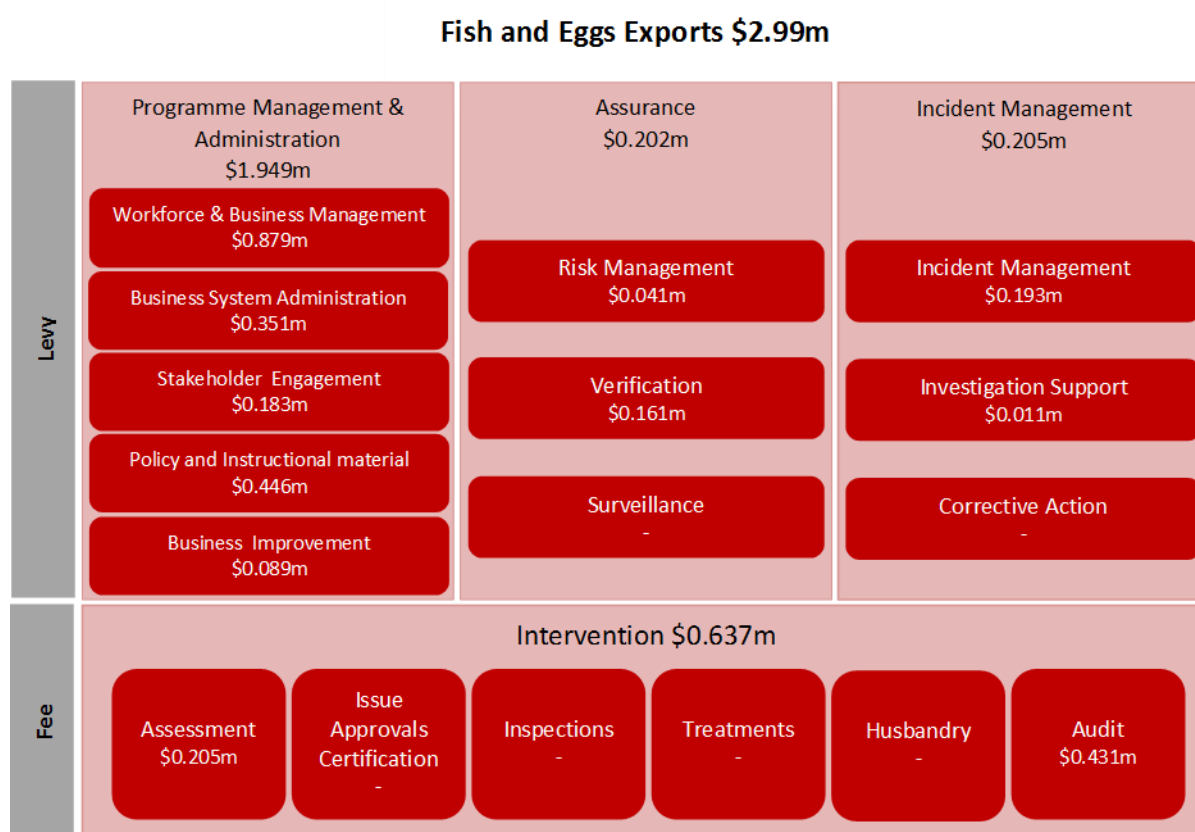 Fish and Eggs Exports $2.99m
Levy
Programme Management &
Administration
$1.949m
Workforce & Business Management
$0.879m
Business System Administration
$0.351m
Stakeholder Engagement
$0.183m
Policy and Instructional material
$0.446m
Business Improvement
$0.089m
Assurance
$0.202m
Risk Management
$0.041m
Verification
$0.161m
Surveillance
-
Incident Management
$0.205m
Incident Management
$0.193m
Investigation Support
$0.011m
Corrective Action
-
Fee
Intervention $0.637m
Assessment
$0.205m
Issue
Approvals
Certification
-
Inspections
-
Treatments
-
Husbandry
-
Audit
$0.431m